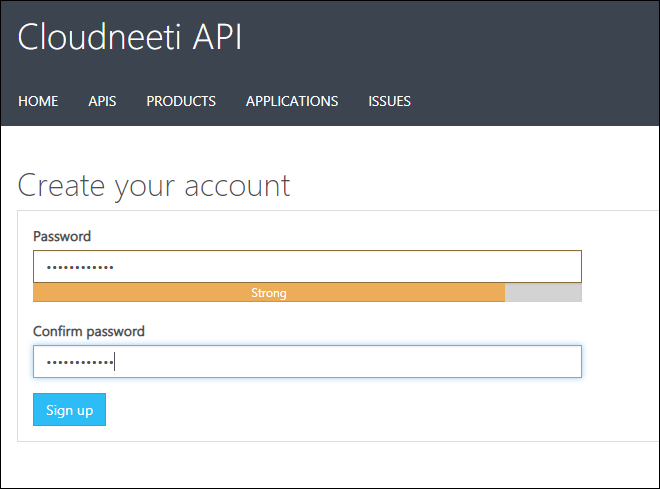 Cloudneeti API
HOME APIS PRODUCTS APPLICATIONS ISSUES
Create your account
Password
••••••••••••
Strong
Confirm password
••••••••••••
Sign up